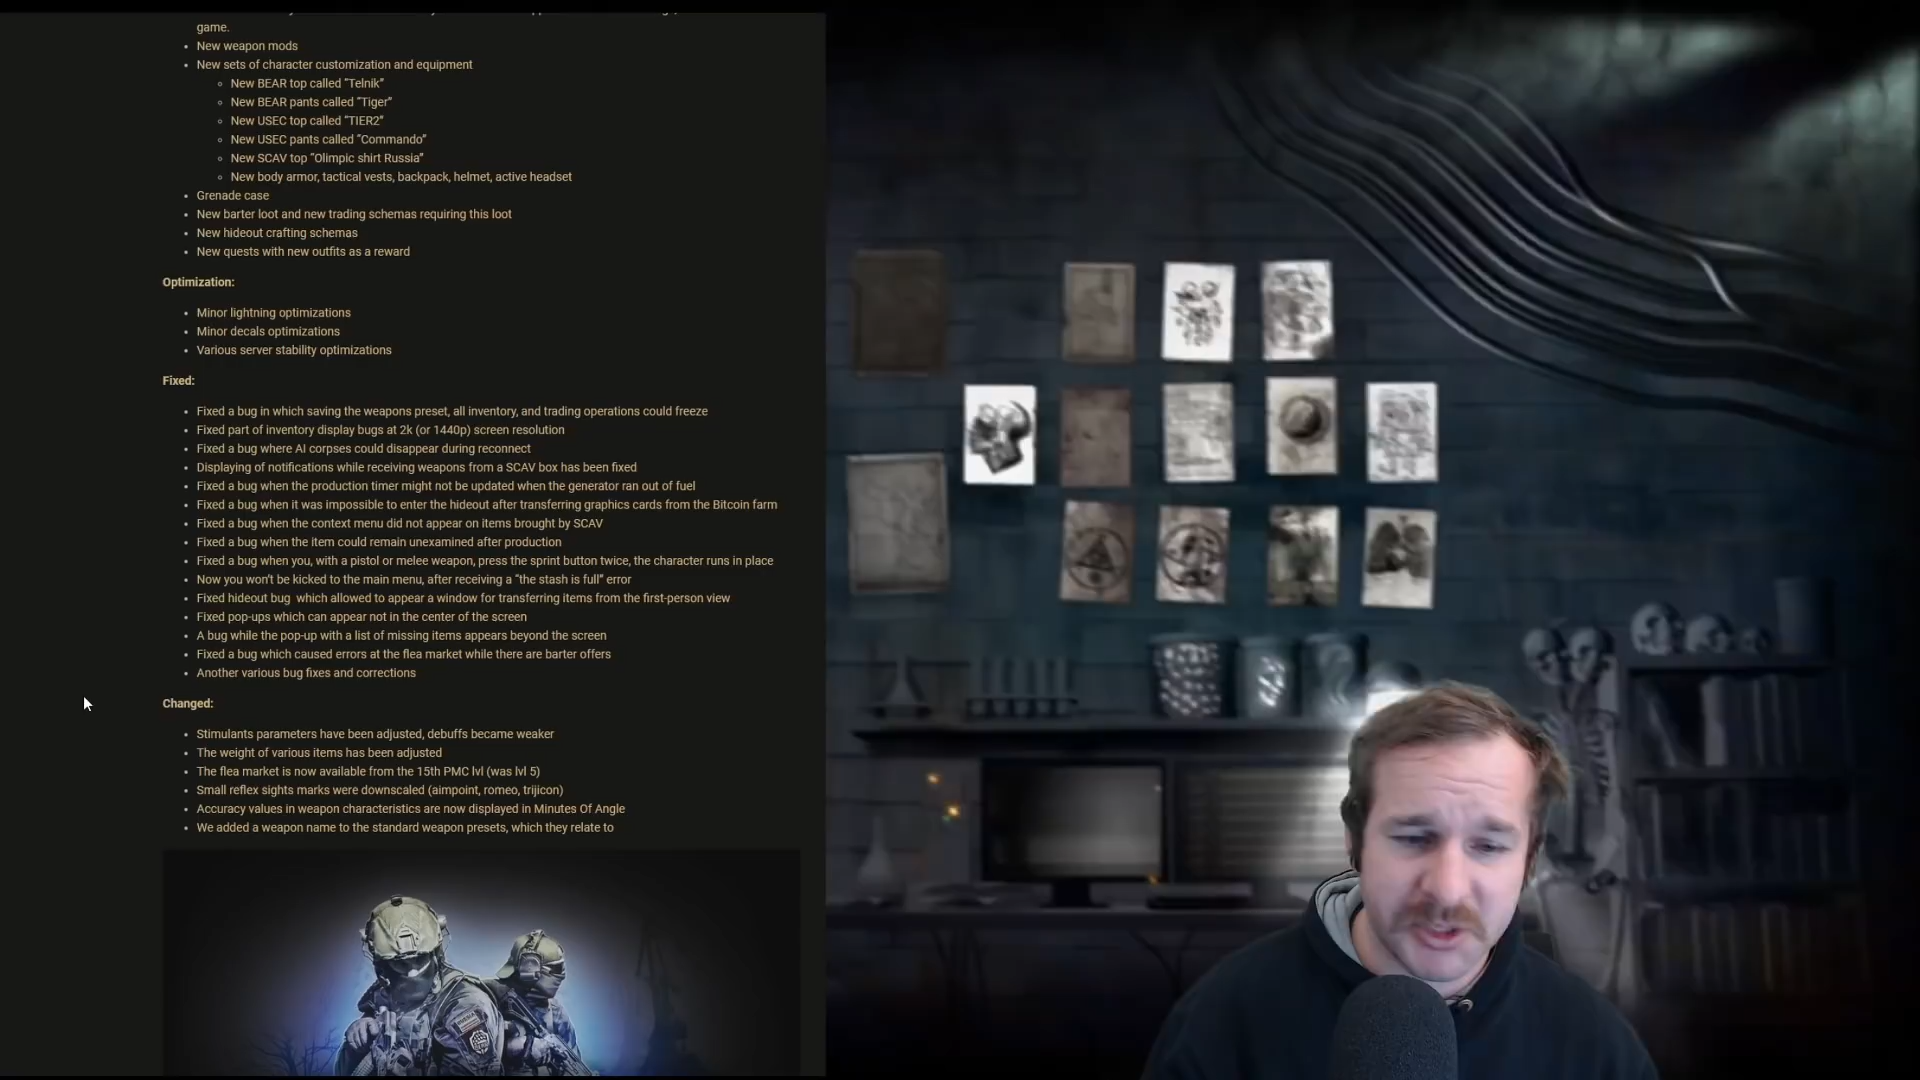 game.
• New weapon mods
• New sets of character customization and equipment
◦ New BEAR top called “Telnik”
◦ New BEAR pants called “Tiger”
◦ New USEC top called “TIER2”
◦ New USEC pants called “Commando”
◦ New SCAV top “Olimpic shirt Russia”
◦ New body armor, tactical vests, backpack, helmet, active headset
• Grenade case
• New barter loot and new trading schemas requiring this loot
• New hideout crafting schemas
• New quests with new outfits as a reward
Optimization:
• Minor lightning optimizations
• Minor decals optimizations
• Various server stability optimizations
Fixed:
• Fixed a bug in which saving the weapons preset, all inventory, and trading operations could freeze
• Fixed part of inventory display bugs at 2k (or 1440p) screen resolution
• Fixed a bug where AI corpses could disappear during reconnect
• Displaying of notifications while receiving weapons from a SCAV box has been fixed
• Fixed a bug when the production timer might not be updated when the generator ran out of fuel
• Fixed a bug when it was impossible to enter the hideout after transferring graphics cards from the Bitcoin farm
• Fixed a bug when the context menu did not appear on items brought by SCAV
• Fixed a bug when the item could remain unexamined after production
• Fixed a bug when you, with a pistol or melee weapon, press the sprint button twice, the character runs in place
• Now you won’t be kicked to the main menu, after receiving a “the stash is full” error
• Fixed hideout bug  which allowed to appear a window for transferring items from the first-person view
• Fixed pop-ups which can appear not in the center of the screen
• A bug while the pop-up with a list of missing items appears beyond the screen
• Fixed a bug which caused errors at the flea market while there are barter offers
• Another various bug fixes and corrections
Changed:
• Stimulants parameters have been adjusted, debuffs became weaker
• The weight of various items has been adjusted
• The flea market is now available from the 15th PMC lvl (was lvl 5)
• Small reflex sights marks were downscaled (aimpoint, romeo, trijicon)
• Accuracy values in weapon characteristics are now displayed in Minutes Of Angle
• We added a weapon name to the standard weapon presets, which they relate to